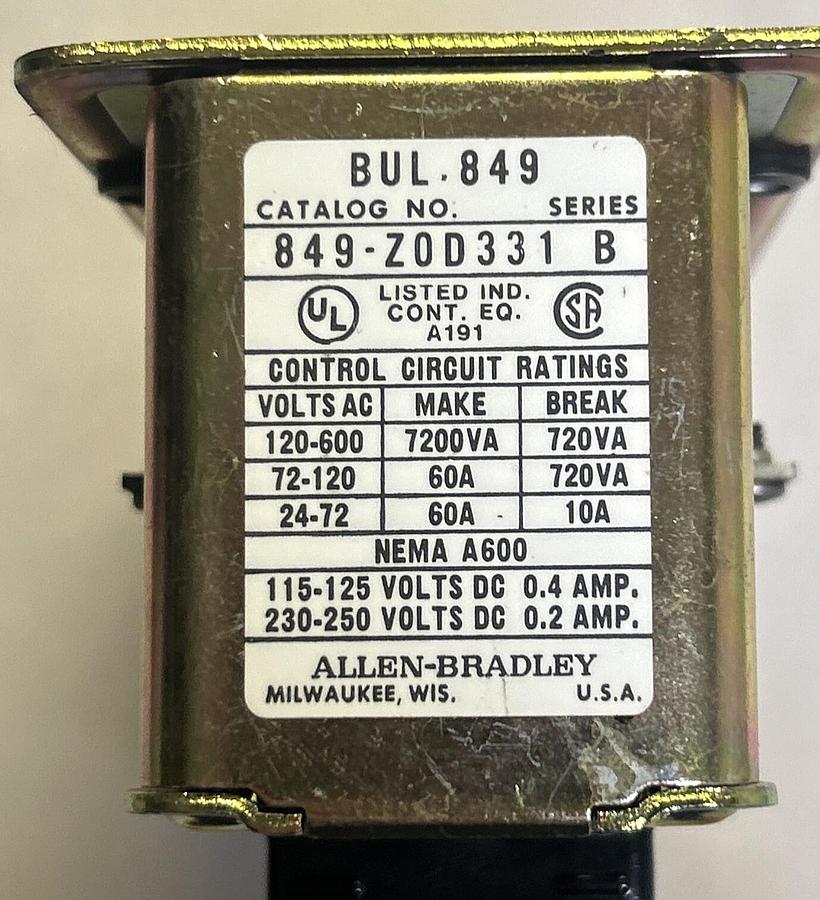 BUL.849
CATALOG NO. SERIES
849-Z0D331 B
UL LISTED IND. SA
CONT. EQ.
A191
CONTROL CIRCUIT RATINGS
VOLTS AC MAKE BREAK
120-600 7200VA 720VA
72-120 60A 720VA
24-72 60A 10A
NEMA A600
115-125 VOLTS DC 0.4 AMP.
230-250 VOLTS DC 0.2 AMP.
ALLEN-BRADLEY
MILWAUKEE, WIS. U.S.A.